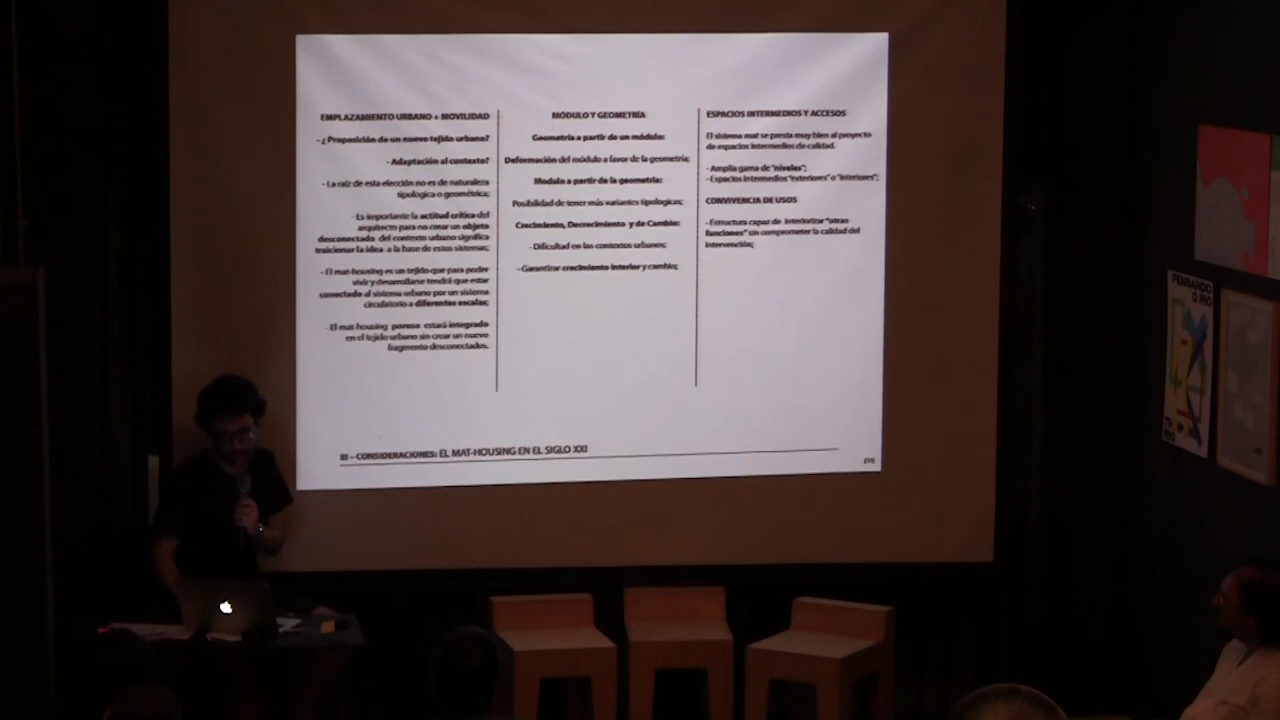 EMPLAZAMIENTO URBANO + MOVILIDAD
- ¿ Proposición de un nuevo tejido urbano?
- Adaptación al contexto?
- La raíz de esta elección no es de naturaleza
tipologica o geométrica;
- Es importante la actitud crítica del
arquitecto para no crear un objeto
desconectado del contexto urbano significa
traicionar la idea a la base de estos sistemas;
- El mat-housing es un tejido que para poder
vivir y desarrollarse tendrá que estar
conectado al sistema urbano por un sistema
circulatorio a diferentes escalas;
- El mat-housing poroso estará integrado
en el tejido urbano sin crear un nuevo
fragmento desconectados.
MÓDULO Y GEOMETRÍA
Geometría a partir de un módulo:
Deformación del módulo a favor de la geometría;
Modulo a partir de la geometría:
Posibilidad de tener más variantes tipologicas;
Crecimiento, Decrecimiento y de Cambio:
- Dificultad en los contextos urbanos;
- Garantizar crecimiento interior y cambio;
ESPACIOS INTERMEDIOS Y ACCESOS
El sistema mat se presta muy bien al proyecto
de espacios intermedios de calidad.
- Amplia gama de "niveles";
- Espacios intermedios "exteriores" o "interiores";
CONVIVENCIA DE USOS
- Estructura capaz de interiorizar "otras
funciones" sin comprometer la calidad del
intervención;
III – CONSIDERACIONES: EL MAT-HOUSING EN EL SIGLO XXI
PENSANDO
O RIO